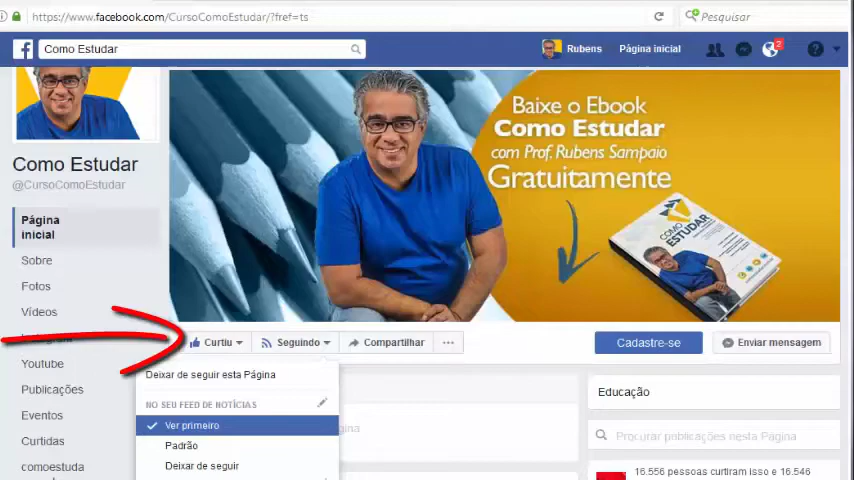 https://www.facebook.com/CursoComoEstudar/?fref=ts
Pesquisar
Como Estudar
Rubens
Página inicial
2
Baixe o Ebook
Como Estudar
com Prof. Rubens Sampaio
Gratuitamente
COMO
ESTUDAR
Como Estudar
@CursoComoEstudar
Página
inicial
Sobre
Fotos
Vídeos
Instagram
Youtube
Publicações
Eventos
Curtidas
comoestuda
Curtiu
Seguindo
Compartilhar
Cadastre-se
Enviar mensagem
Deixar de seguir esta Página
NO SEU FEED DE NOTÍCIAS
Ver primeiro
Padrão
Deixar de seguir
Educação
Procurar publicações nesta Página
16.556 pessoas curtiram isso e 16.546